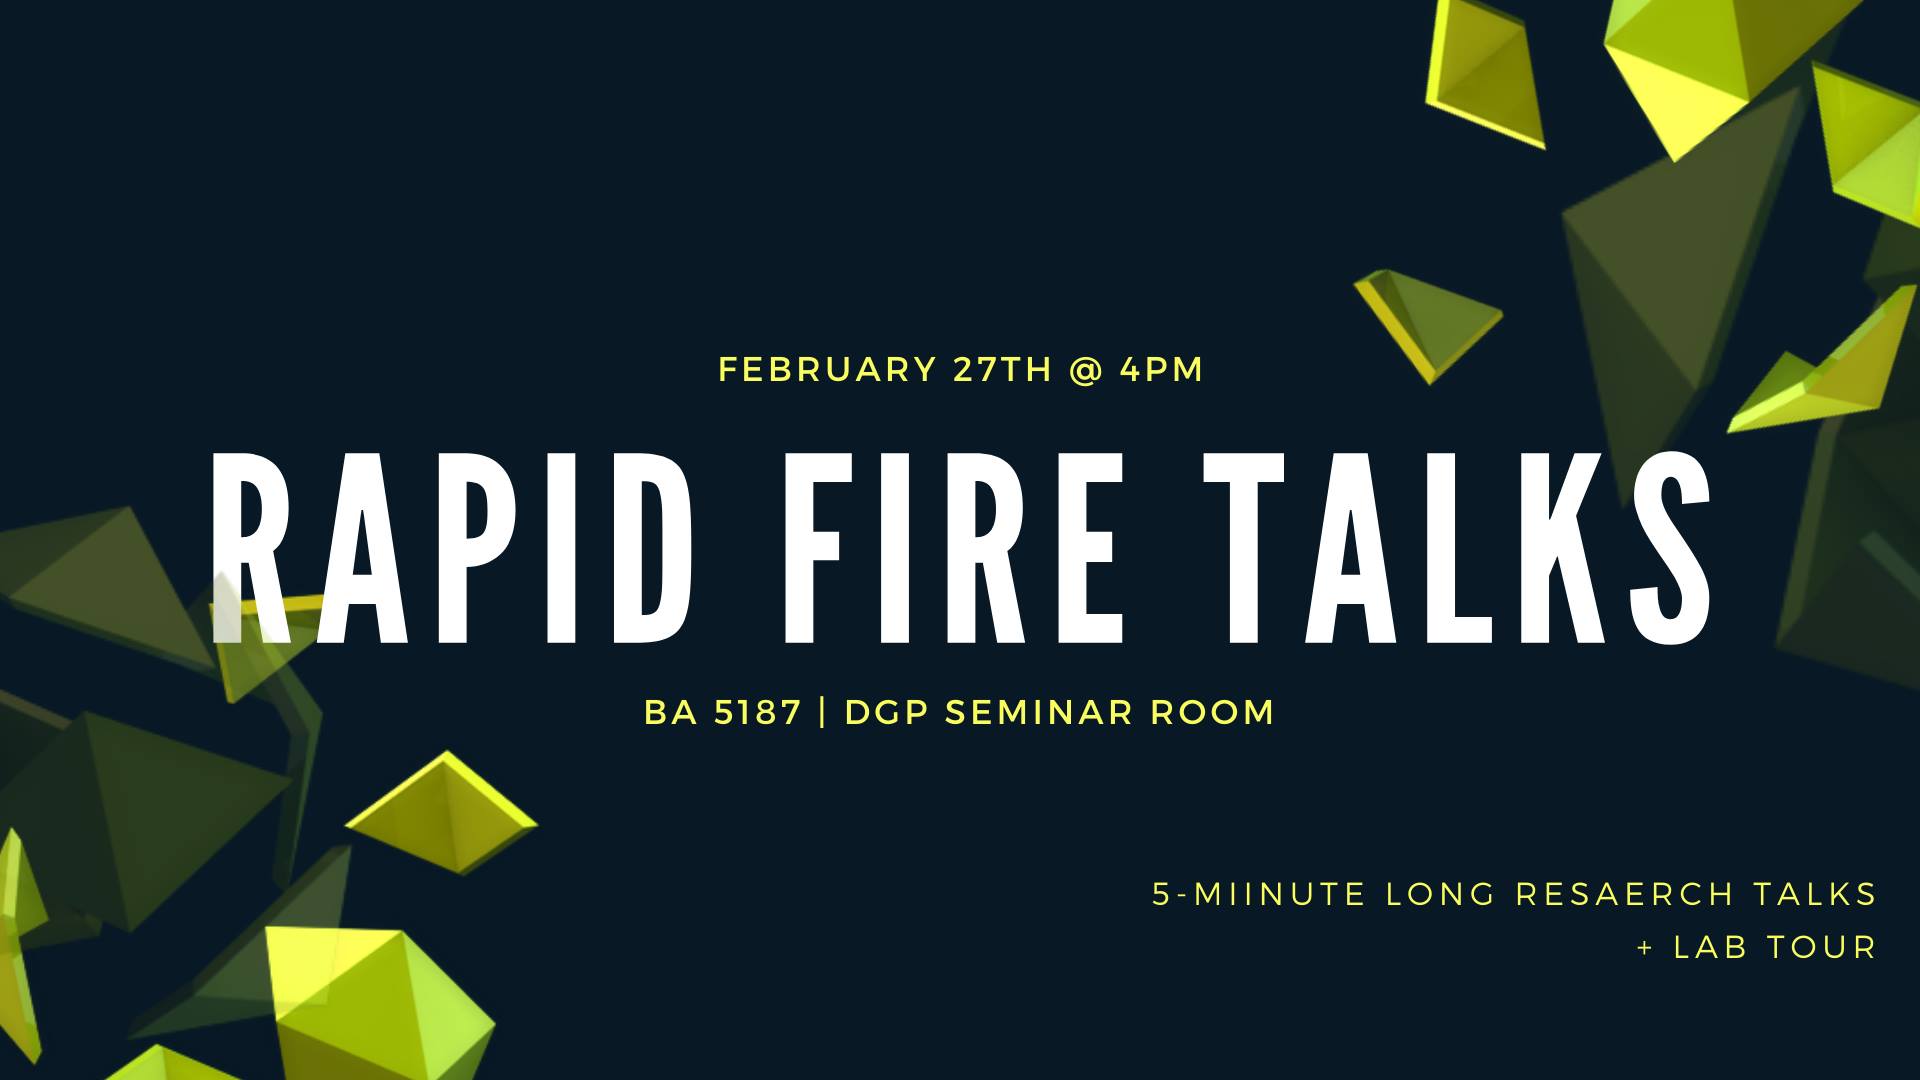 FEBRUARY 27TH @ 4PM
RAPID FIRE TALKS
BA 5187 | DGP SEMINAR ROOM
5-MIINUTE LONG RESAERCH TALKS
+ LAB TOUR